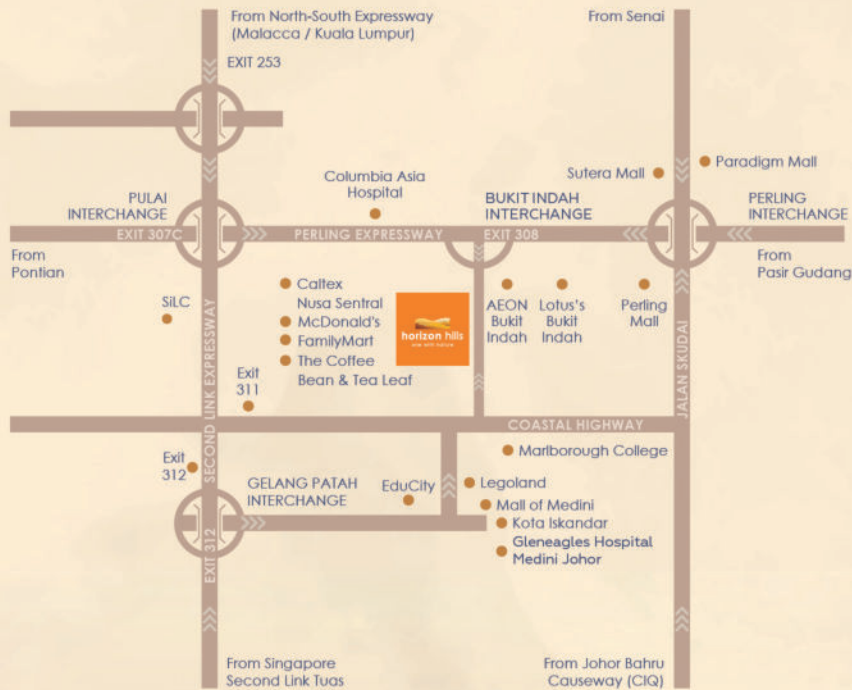 From North-South Expressway
(Malacca / Kuala Lumpur)
From Senai
EXIT 253
Columbia Asia
Hospital
Sutera Mall
Paradigm Mall
PULAI
INTERCHANGE
BUKIT INDAH
INTERCHANGE
PERLING
INTERCHANGE
EXIT 307C
PERLING EXPRESSWAY
EXIT 308
From
Pontian
From
Pasir Gudang
SiLC
Caltex
Nusa Sentral
McDonald's
FamilyMart
The Coffee
Bean & Tea Leaf
horizon hills
one with nature
AEON
Bukit
Indah
Lotus's
Bukit
Indah
Perling
Mall
Exit
311
SECOND LINK EXPRESSWAY
JALAN SKUDAI
COASTAL HIGHWAY
Exit
312
Marlborough College
GELANG PATAH
INTERCHANGE
EduCity
Legoland
Mall of Medini
Kota Iskandar
Gleneagles Hospital
Medini Johor
EXIT 312
From Singapore
Second Link Tuas
From Johor Bahru
Causeway (CIQ)